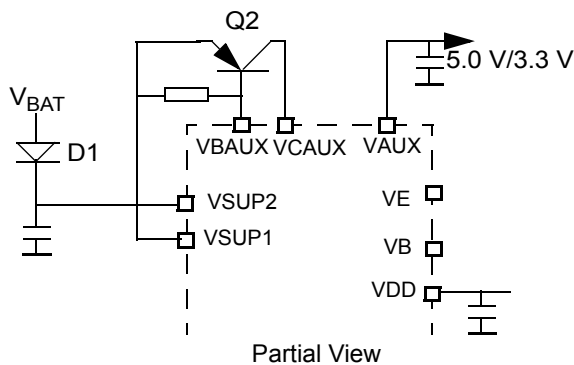 Q2
5.0 V/3.3 V
VBAT
D1
VBAUX
VCAUX
VAUX
VSUP2
VE
VSUP1
VB
VDD
Partial View